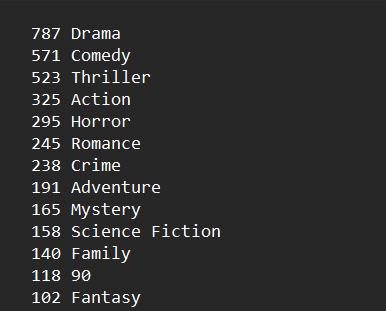 787 Drama
571 Comedy
523 Thriller
325 Action
295 Horror
245 Romance
238 Crime
191 Adventure
165 Mystery
158 Science Fiction
140 Family
118 90
102 Fantasy